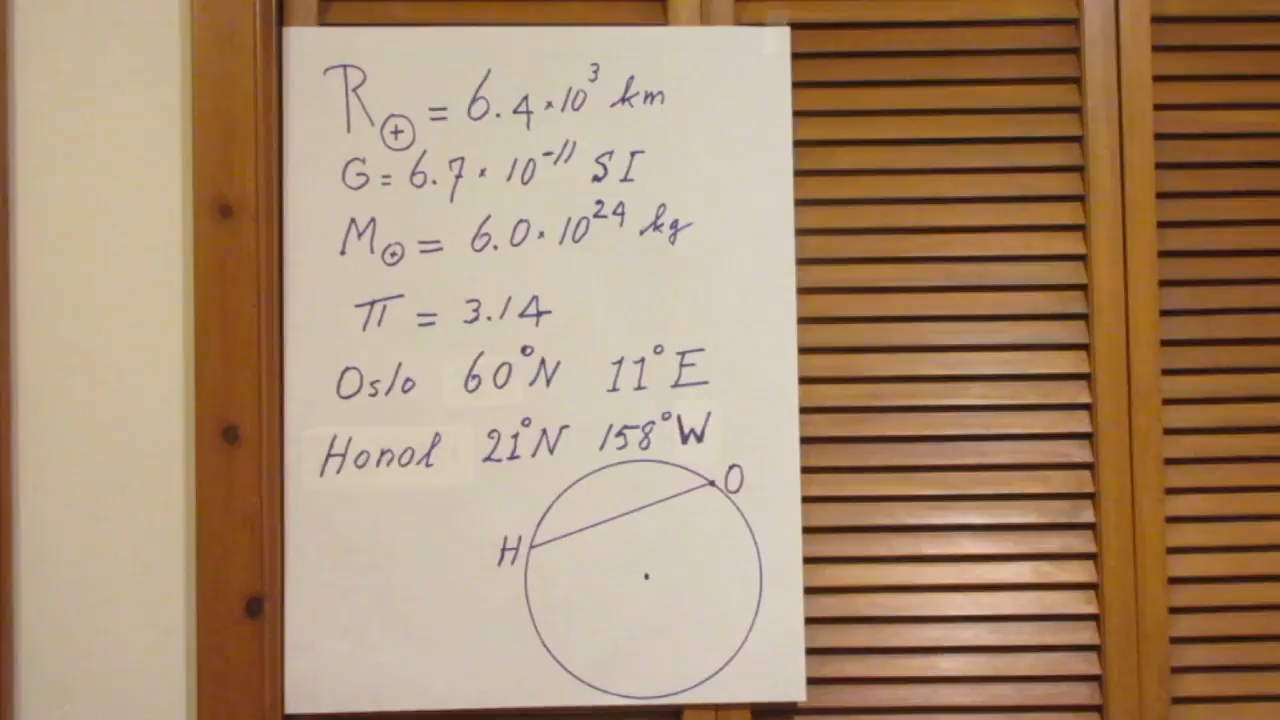 R⊕ = 6.4 × 10³ km
G = 6.7 × 10⁻¹¹ SI
M⊕ = 6.0 × 10²⁴ kg
π = 3.14
Oslo 60°N 11°E
Honol 21°N 158°W
O
H